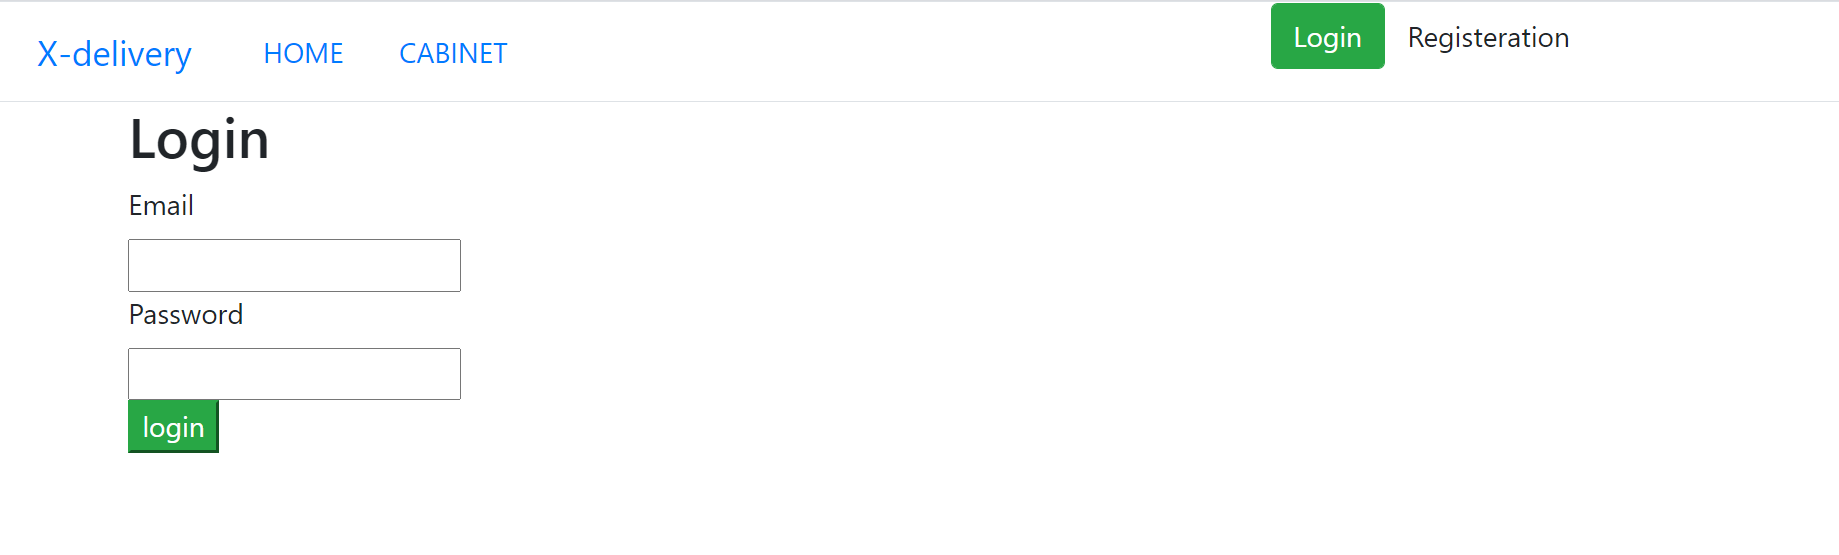 X-delivery HOME CABINET Login Registeration
Login
Email
Password
login